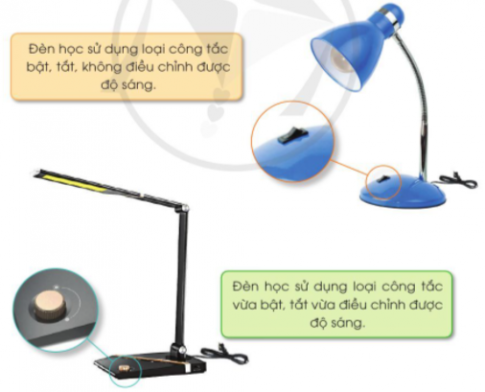 Đèn học sử dụng loại công tắc
bật, tắt, không điều chỉnh được
độ sáng.
Đèn học sử dụng loại công tắc
vừa bật, tắt vừa điều chỉnh được
độ sáng.